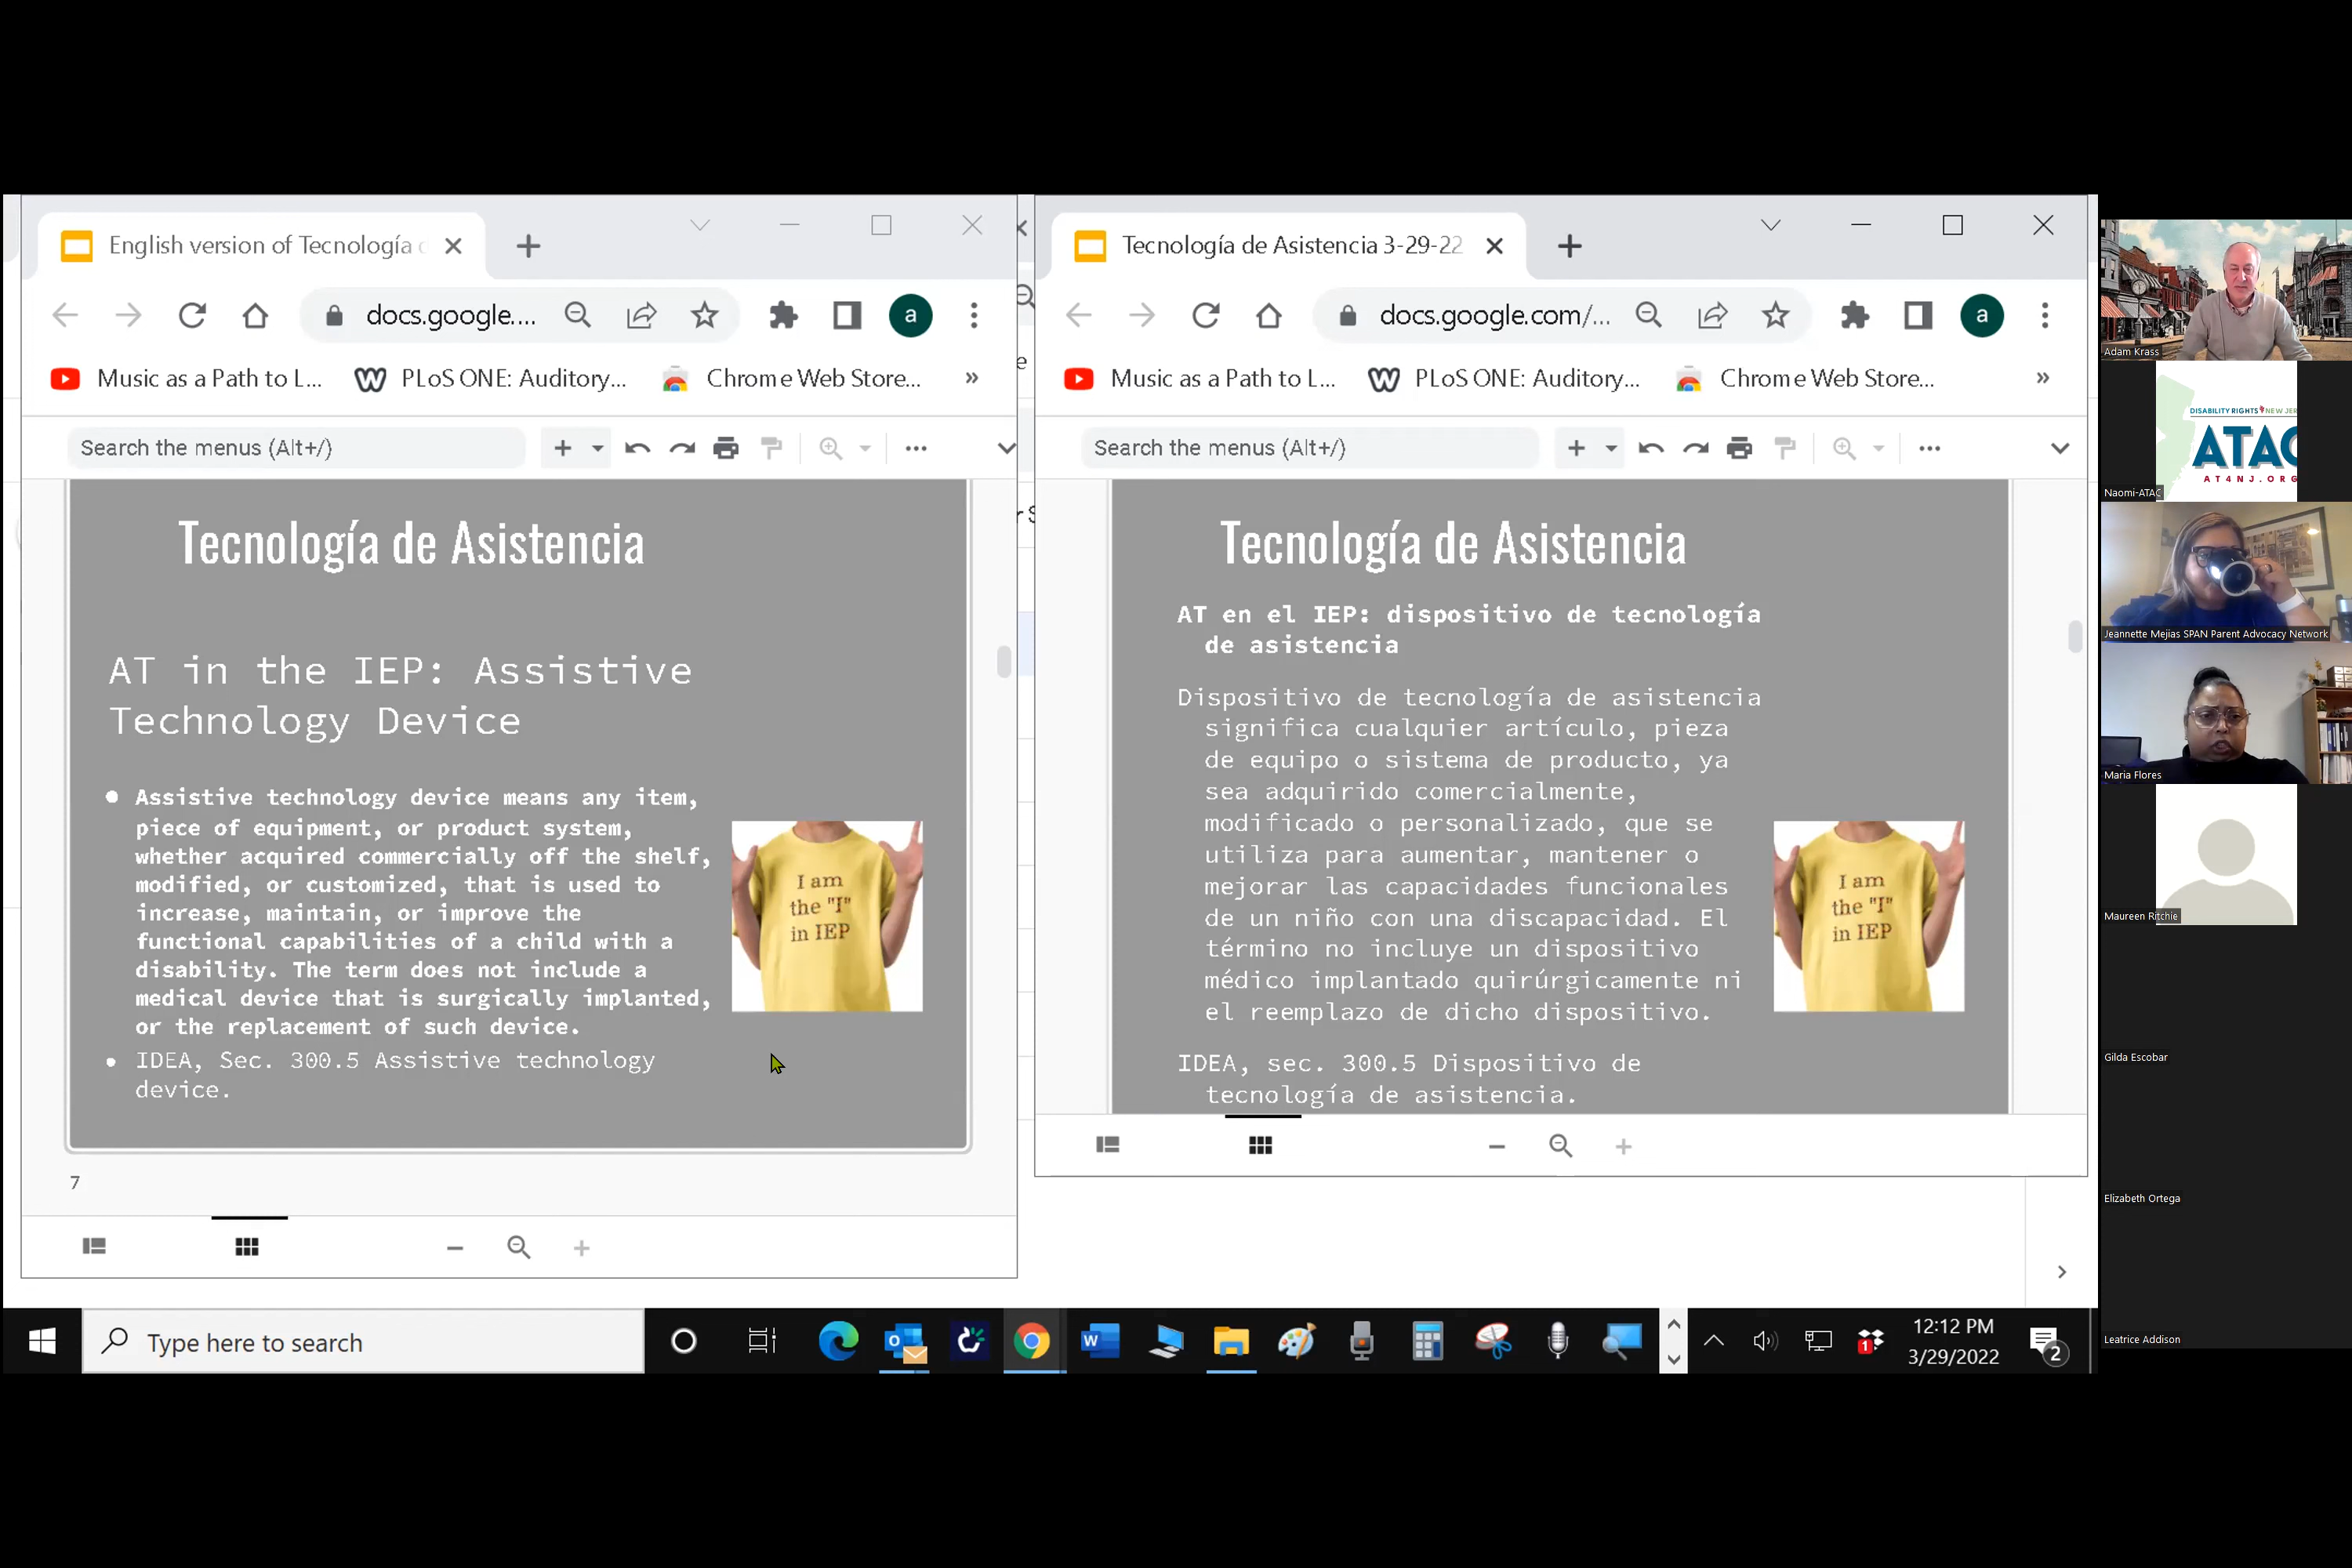 English version of Tecnología d
docs.google....
Music as a Path to L...
PLoS ONE: Auditory...
Chrome Web Store...
»
Search the menus (Alt+/)
Tecnología de Asistencia
AT in the IEP: Assistive
Technology Device
● Assistive technology device means any item,
piece of equipment, or product system,
whether acquired commercially off the shelf,
modified, or customized, that is used to
increase, maintain, or improve the
functional capabilities of a child with a
disability. The term does not include a
medical device that is surgically implanted,
or the replacement of such device.
● IDEA, Sec. 300.5 Assistive technology
device.
I am
the "I"
in IEP
7
Tecnología de Asistencia 3-29-22
docs.google.com/...
a
Music as a Path to L...
PLoS ONE: Auditory...
Chrome Web Store...
»
Search the menus (Alt+/)
Tecnología de Asistencia
AT en el IEP: dispositivo de tecnología
de asistencia
Dispositivo de tecnología de asistencia
significa cualquier artículo, pieza
de equipo o sistema de producto, ya
sea adquirido comercialmente,
modificado o personalizado, que se
utiliza para aumentar, mantener o
mejorar las capacidades funcionales
de un niño con una discapacidad. El
término no incluye un dispositivo
médico implantado quirúrgicamente ni
el reemplazo de dicho dispositivo.
IDEA, sec. 300.5 Dispositivo de
tecnología de asistencia.
I am
the "I"
in IEP
Type here to search
12:12 PM
3/29/2022
2
Adam Krass
DISABILITY RIGHTS NEW JER
ATAC
AT4NJ.ORG
Naomi-ATAC
Jeannette Mejias SPAN Parent Advocacy Network
Maria Flores
Maureen Ritchie
Gilda Escobar
Elizabeth Ortega
Leatrice Addison